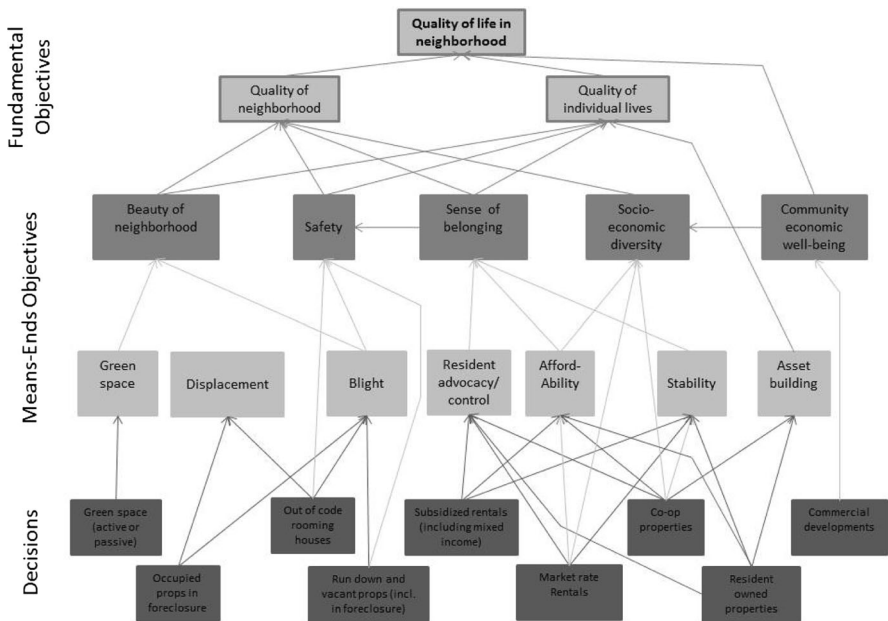 Fundamental
Objectives
Quality of life in
neighborhood
Quality of
neighborhood
Quality of
individual lives
Means-Ends Objectives
Beauty of
neighborhood
Safety
Sense of
belonging
Socio-
economic
diversity
Community
economic
well-being
Green
space
Displacement
Blight
Resident
advocacy/
control
Afford-
Ability
Stability
Asset
building
Decisions
Green space
(active or
passive)
Out of code
rooming
houses
Subsidized rentals
(including mixed
income)
Co-op
properties
Commercial
developments
Occupied
props in
foreclosure
Run down and
vacant props (incl.
in foreclosure)
Market rate
Rentals
Resident
owned
properties